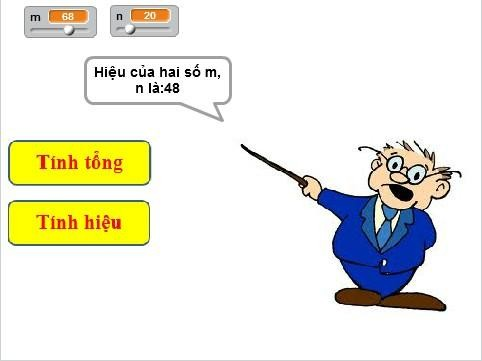 m 68 n 20
Hiệu của hai số m,
n là:48
Tính tổng
Tính hiệu